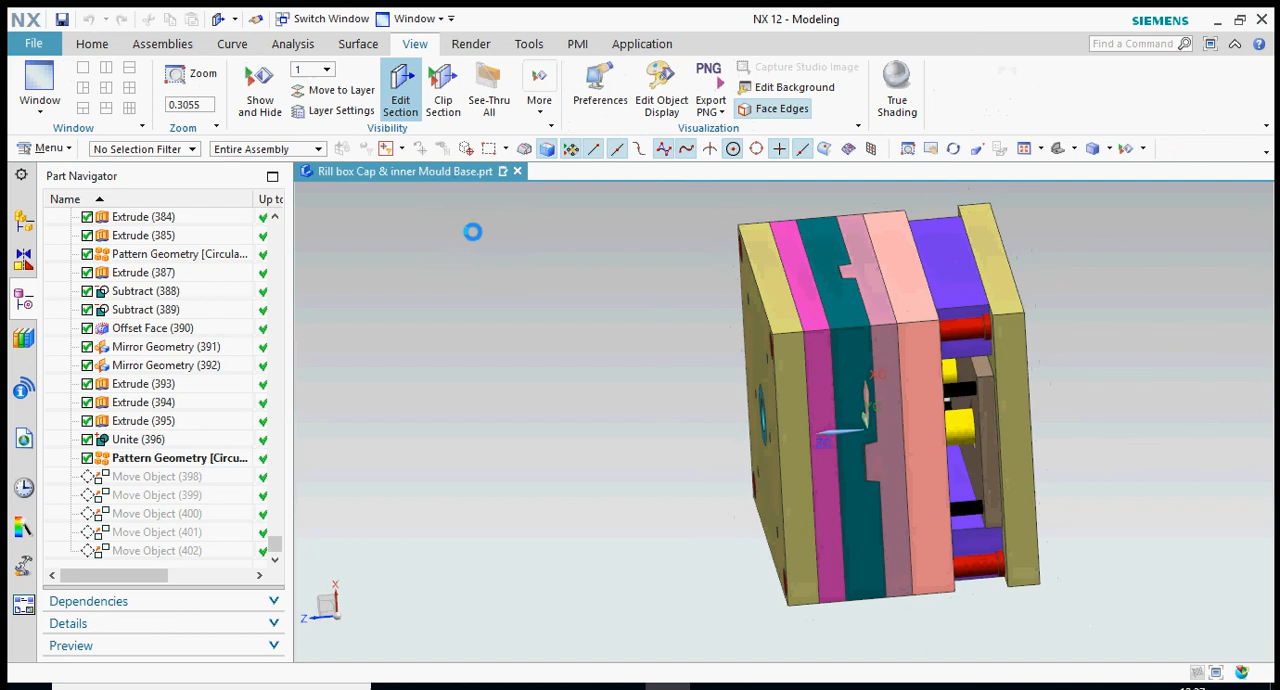 NX
Switch Window
Window
NX 12 - Modeling
SIEMENS
File
Home
Assemblies
Curve
Analysis
Surface
View
Render
Tools
PMI
Application
Find a Command
Window
Window
Zoom
0.3055
Zoom
Show
and Hide
1
Move to Layer
Layer Settings
Edit
Section
Clip
Section
See-Thru
All
More
Visibility
Preferences
Edit Object
Display
PNG
Export
PNG
Capture Studio Image
Edit Background
Face Edges
Visualization
True
Shading
Menu
No Selection Filter
Entire Assembly
Part Navigator
Rill box Cap & inner Mould Base.prt
Name
Up to
Extrude (384)
Extrude (385)
Pattern Geometry [Circula...
Extrude (387)
Subtract (388)
Subtract (389)
Offset Face (390)
Mirror Geometry (391)
Mirror Geometry (392)
Extrude (393)
Extrude (394)
Extrude (395)
Unite (396)
Pattern Geometry [Circu...
Move Object (398)
Move Object (399)
Move Object (400)
Move Object (401)
Move Object (402)
Dependencies
Details
Preview
XC
YC
ZC
X
Z